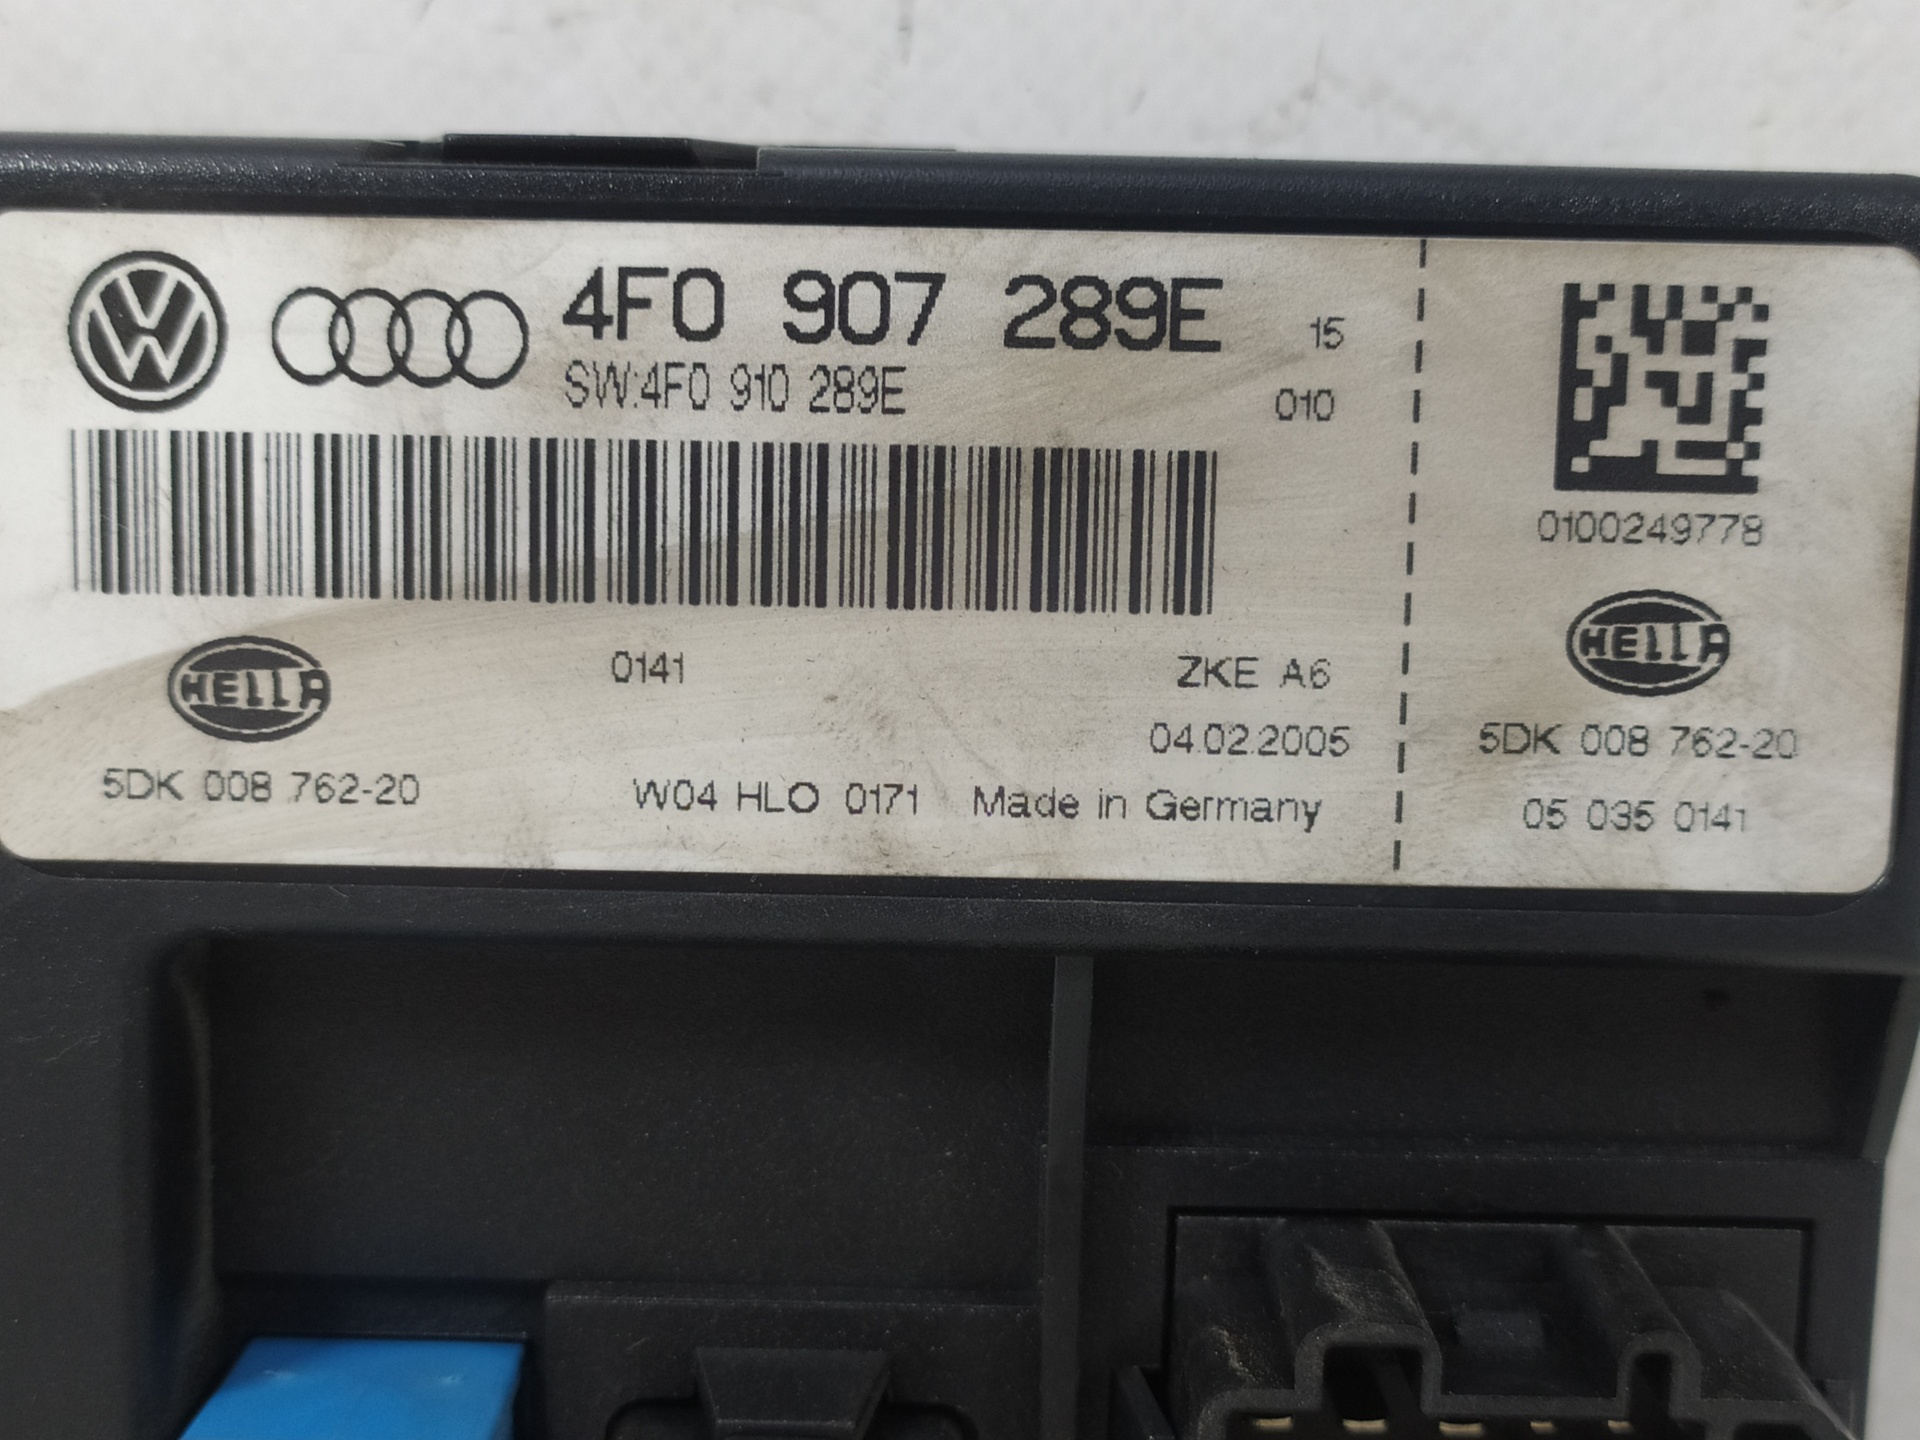 4F0 907 289E 15
SW:4F0 910 289E 010
0141 ZKE A6
HELLA
04.02.2005
5DK 008 762-20
W04 HLO 0171 Made in Germany
0100249778
HELLA
5DK 008 762-20
05 035 0141